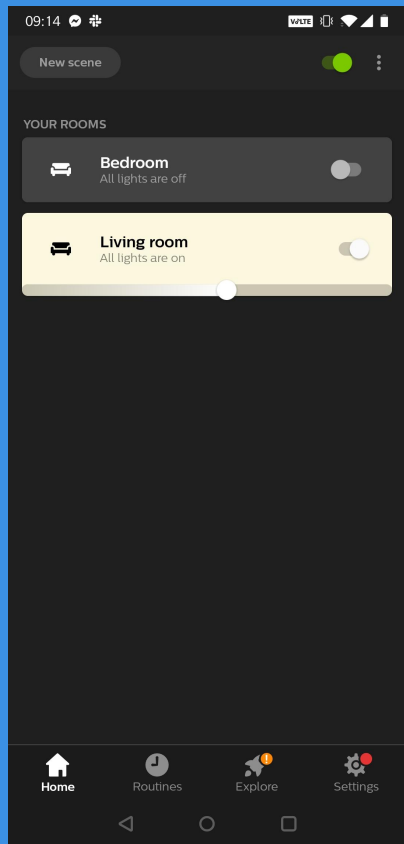 09:14
VoLTE
New scene
YOUR ROOMS
Bedroom
All lights are off
Living room
All lights are on
!
Home
Routines
Explore
Settings